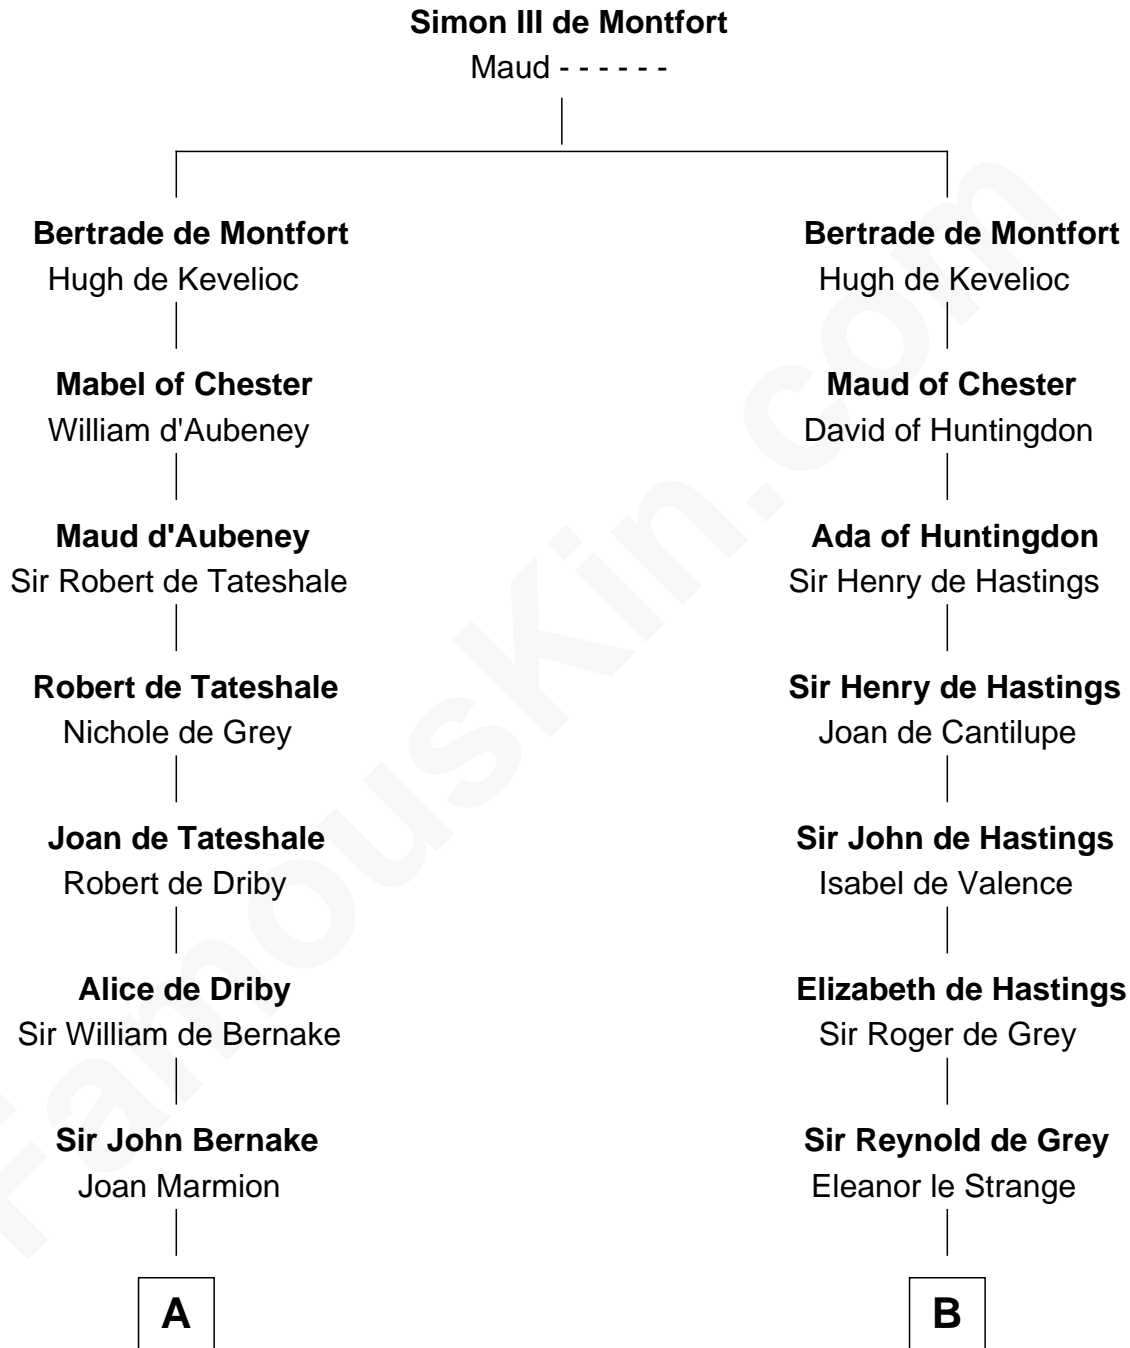 Simon III de Montfort
Maud - - - - - -
Bertrade de Montfort
Hugh de Kevelioc
Mabel of Chester
William d'Aubeney
Maud d'Aubeney
Sir Robert de Tateshale
Robert de Tateshale
Nichole de Grey
Joan de Tateshale
Robert de Driby
Alice de Driby
Sir William de Bernake
Sir John Bernake
Joan Marmion
A
Bertrade de Montfort
Hugh de Kevelioc
Maud of Chester
David of Huntingdon
Ada of Huntingdon
Sir Henry de Hastings
Sir Henry de Hastings
Joan de Cantilupe
Sir John de Hastings
Isabel de Valence
Elizabeth de Hastings
Sir Roger de Grey
Sir Reynold de Grey
Eleanor le Strange
B
FamousKin.com